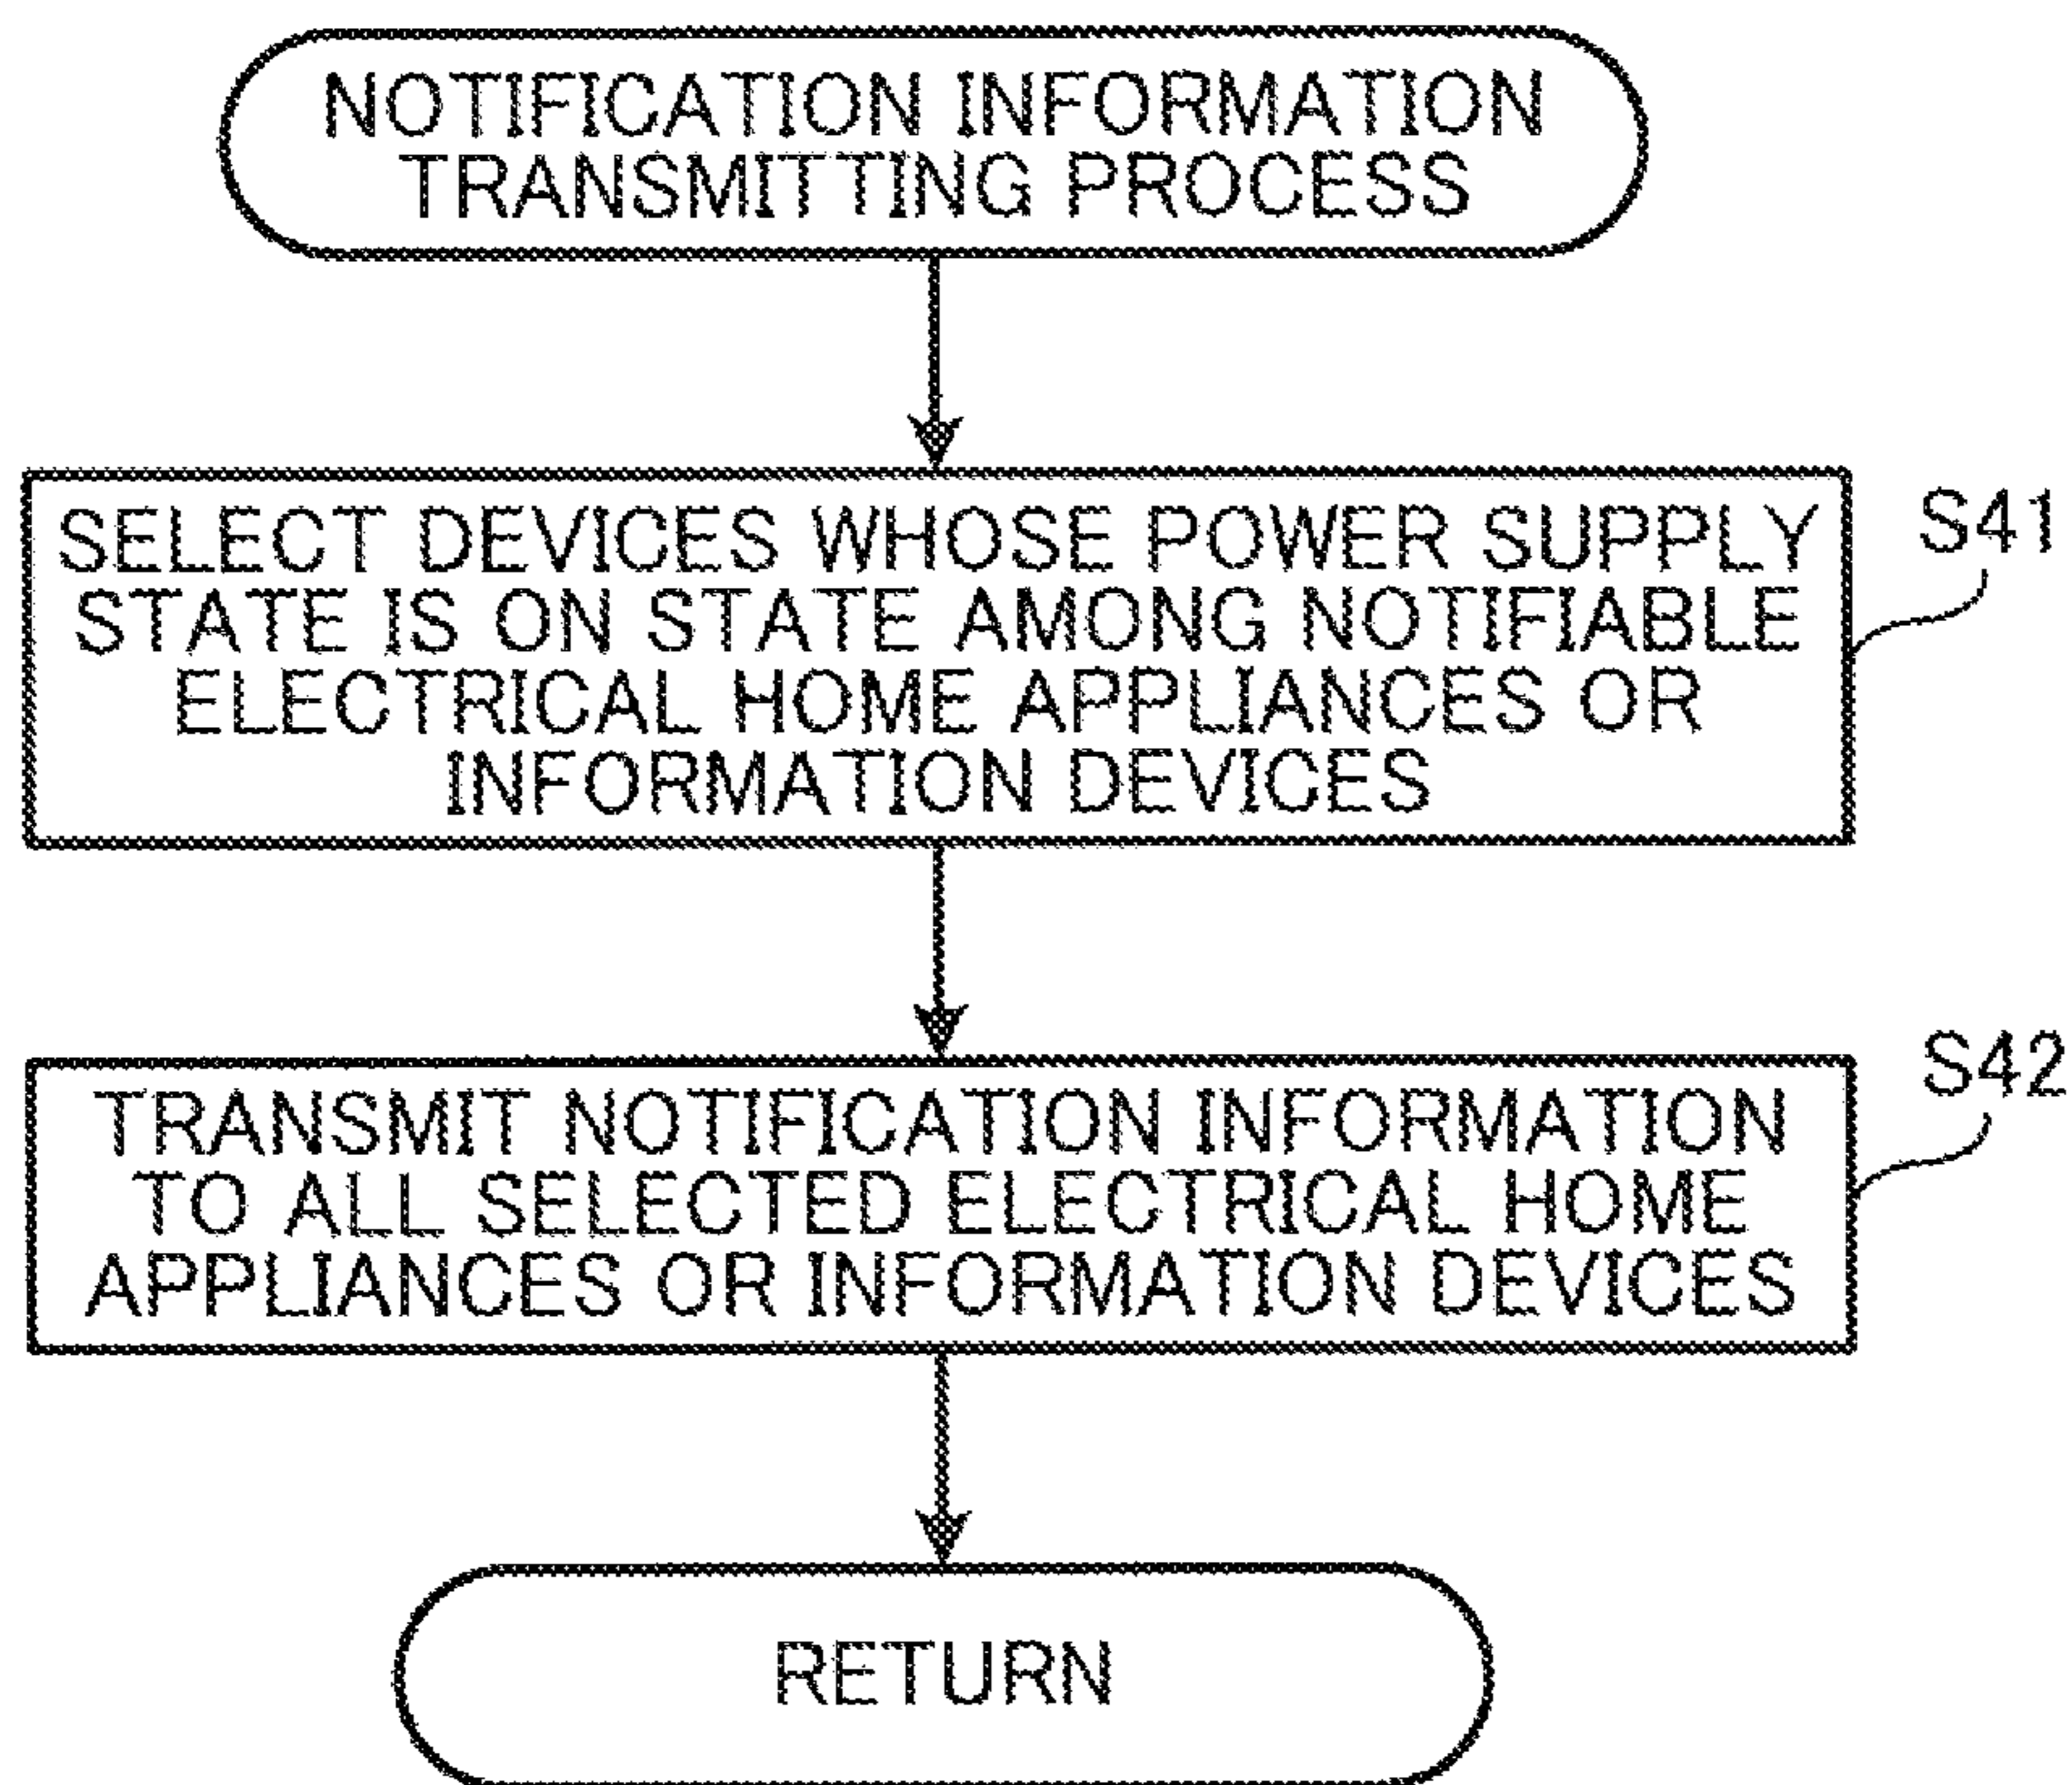 NOTIFICATION INFORMATION
TRANSMITTING PROCESS
SELECT DEVICES WHOSE POWER SUPPLY
STATE IS ON STATE AMONG NOTIFIABLE
ELECTRICAL HOME APPLIANCES OR
INFORMATION DEVICES
S41
TRANSMIT NOTIFICATION INFORMATION
TO ALL SELECTED ELECTRICAL HOME
APPLIANCES OR INFORMATION DEVICES
S42
RETURN